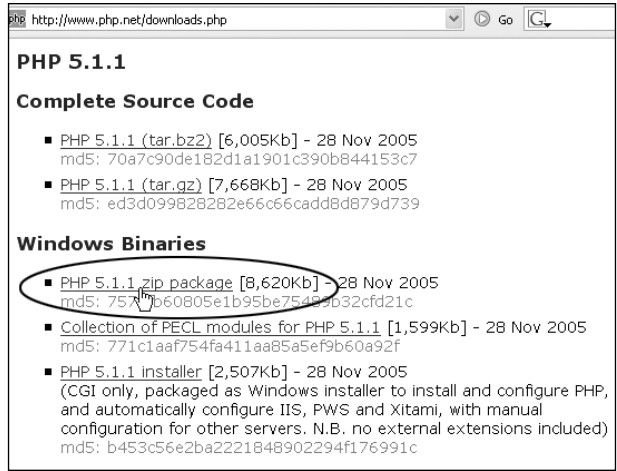 php http://www.php.net/downloads.php Go G
PHP 5.1.1
Complete Source Code
PHP 5.1.1 (tar.bz2) [6,005Kb] - 28 Nov 2005
md5: 70a7c90de182d1a1901c390b844153c7
PHP 5.1.1 (tar.gz) [7,668Kb] - 28 Nov 2005
md5: ed3d099828282e66c66cadd8d879d739
Windows Binaries
PHP 5.1.1 zip package [8,620Kb] - 28 Nov 2005
md5:
Collection of PECL modules for PHP 5.1.1 [1,599Kb] - 28 Nov 2005
md5: 771c1aaf754fa411aa85a5ef9b60a92f
PHP 5.1.1 installer [2,507Kb] - 28 Nov 2005
(CGI only, packaged as Windows installer to install and configure PHP,
and automatically configure IIS, PWS and Xitami, with manual
configuration for other servers. N.B. no external extensions included)
md5: b453c56e2ba2221848902294f176991c